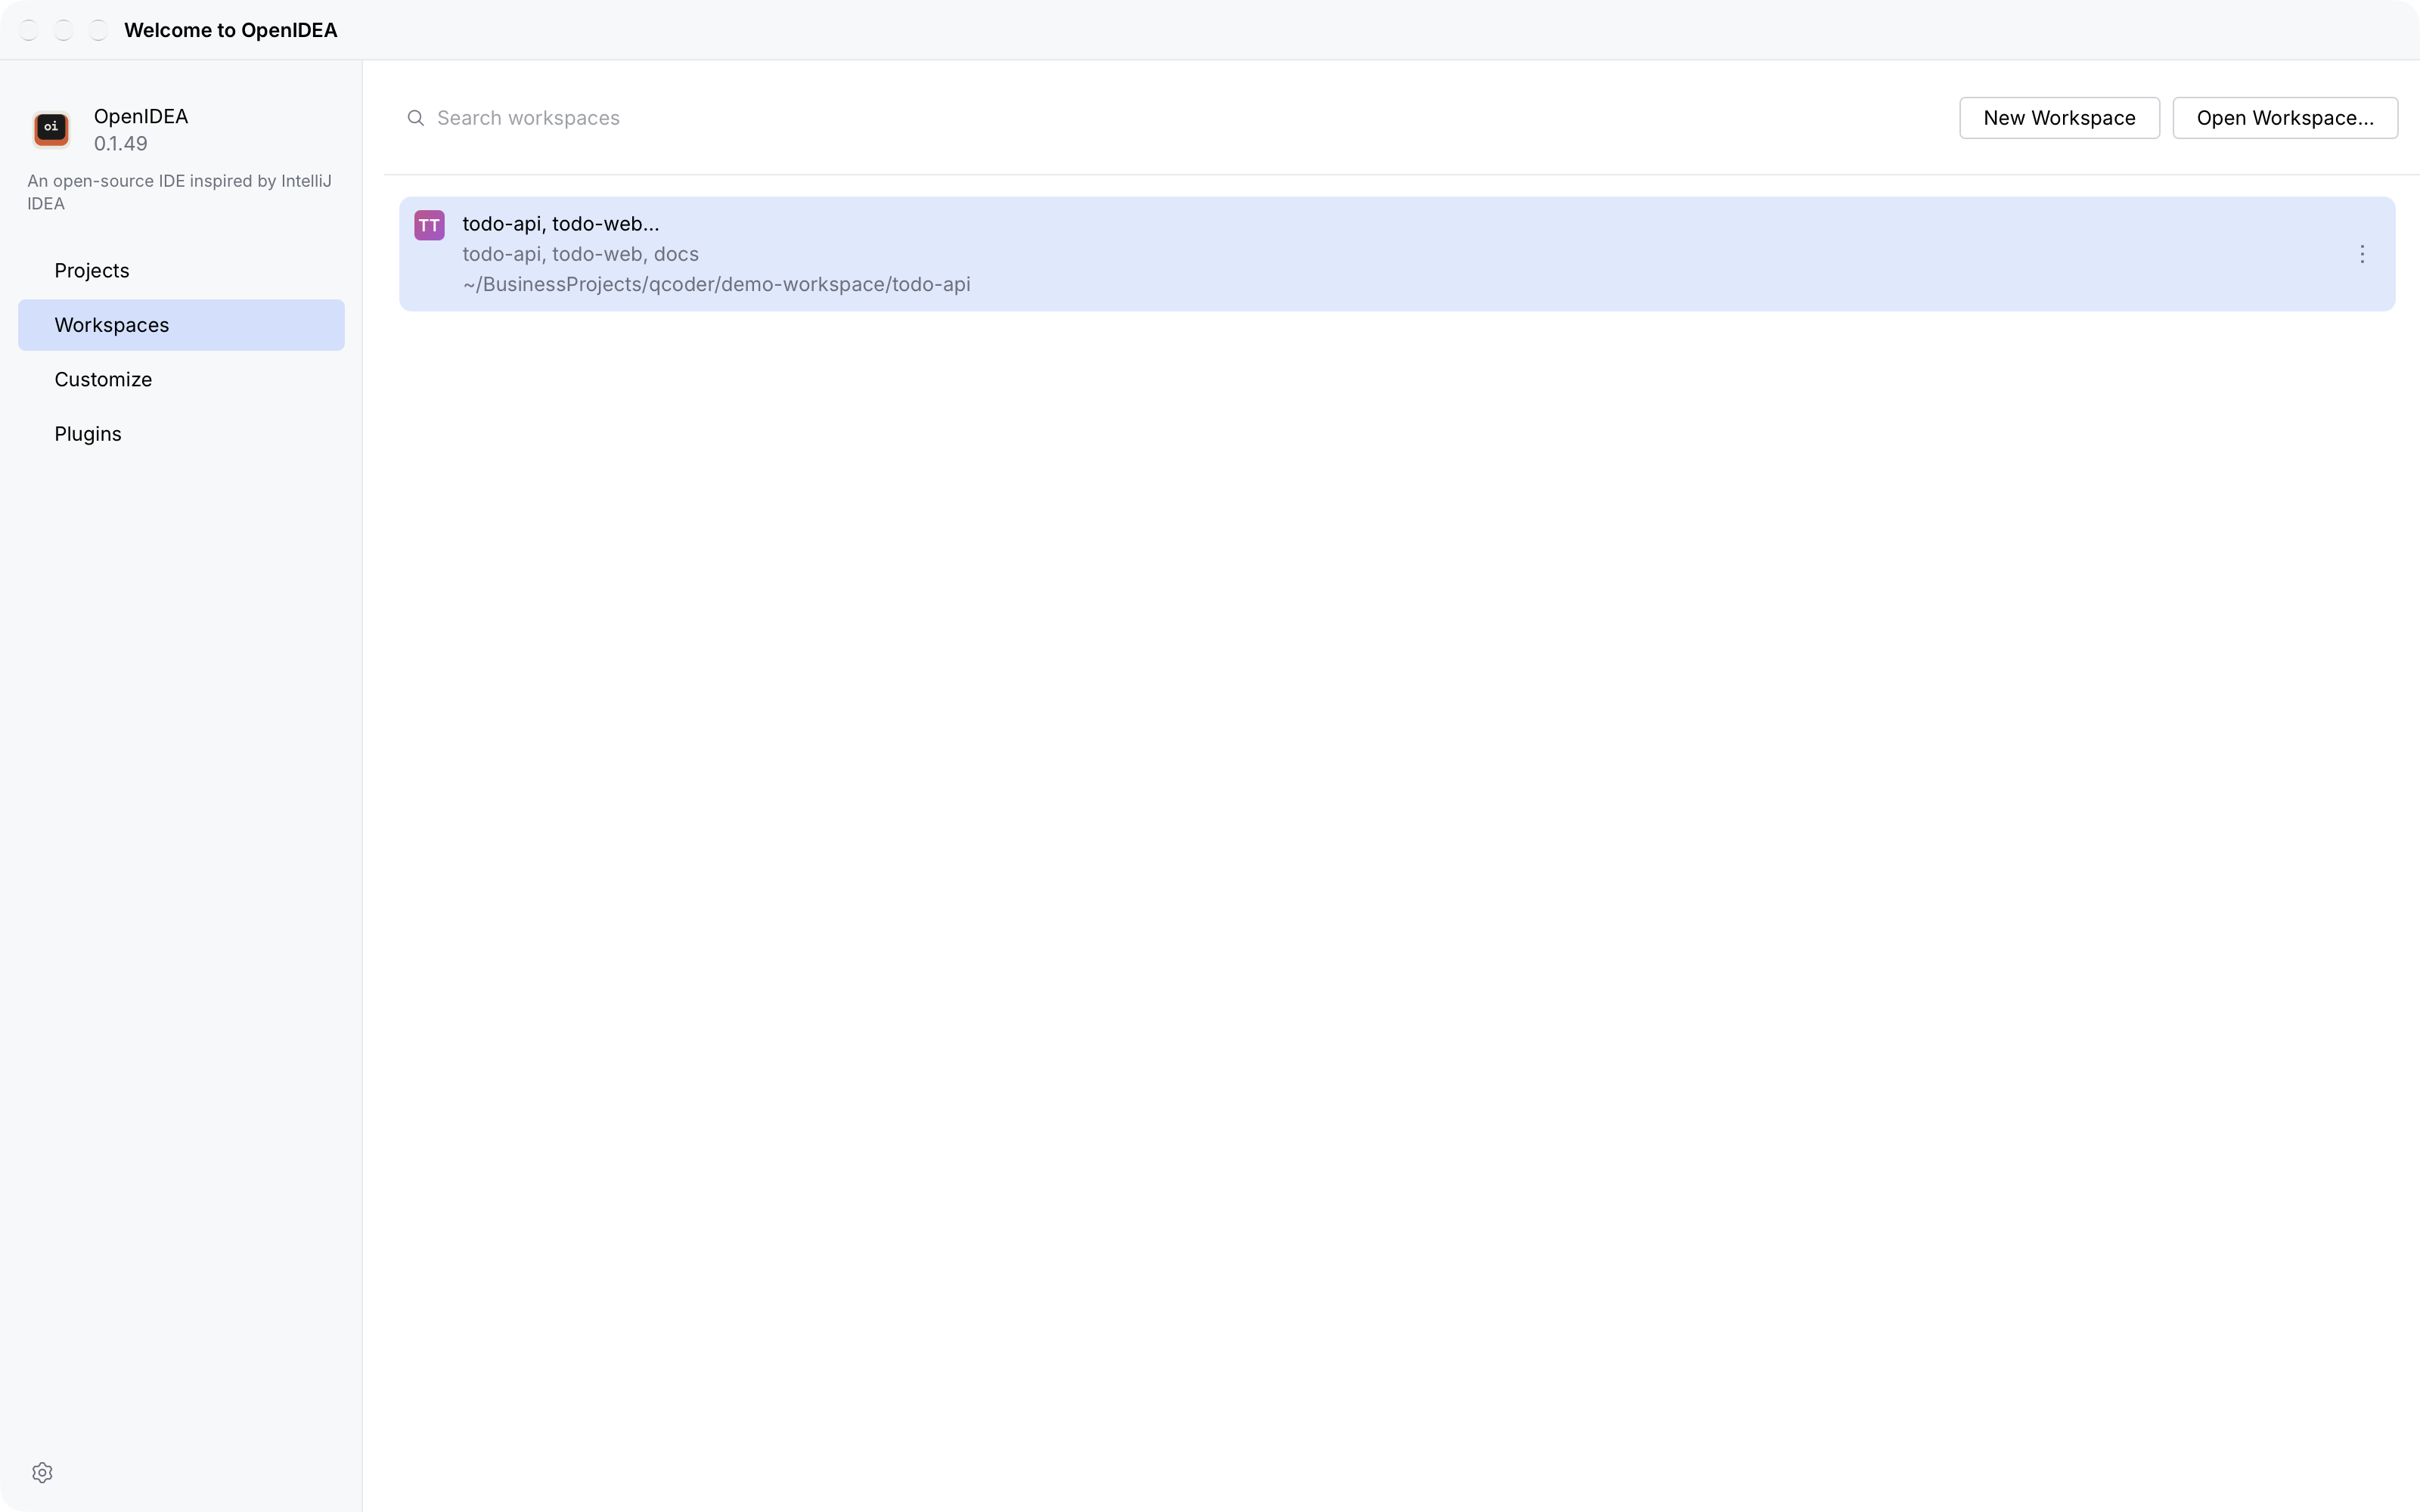 Welcome to OpenIDEA
oi
OpenIDEA
0.1.49
An open-source IDE inspired by IntelliJ
IDEA
Projects
Workspaces
Customize
Plugins
Search workspaces
New Workspace
Open Workspace...
TT
todo-api, todo-web...
todo-api, todo-web, docs
~/BusinessProjects/qcoder/demo-workspace/todo-api